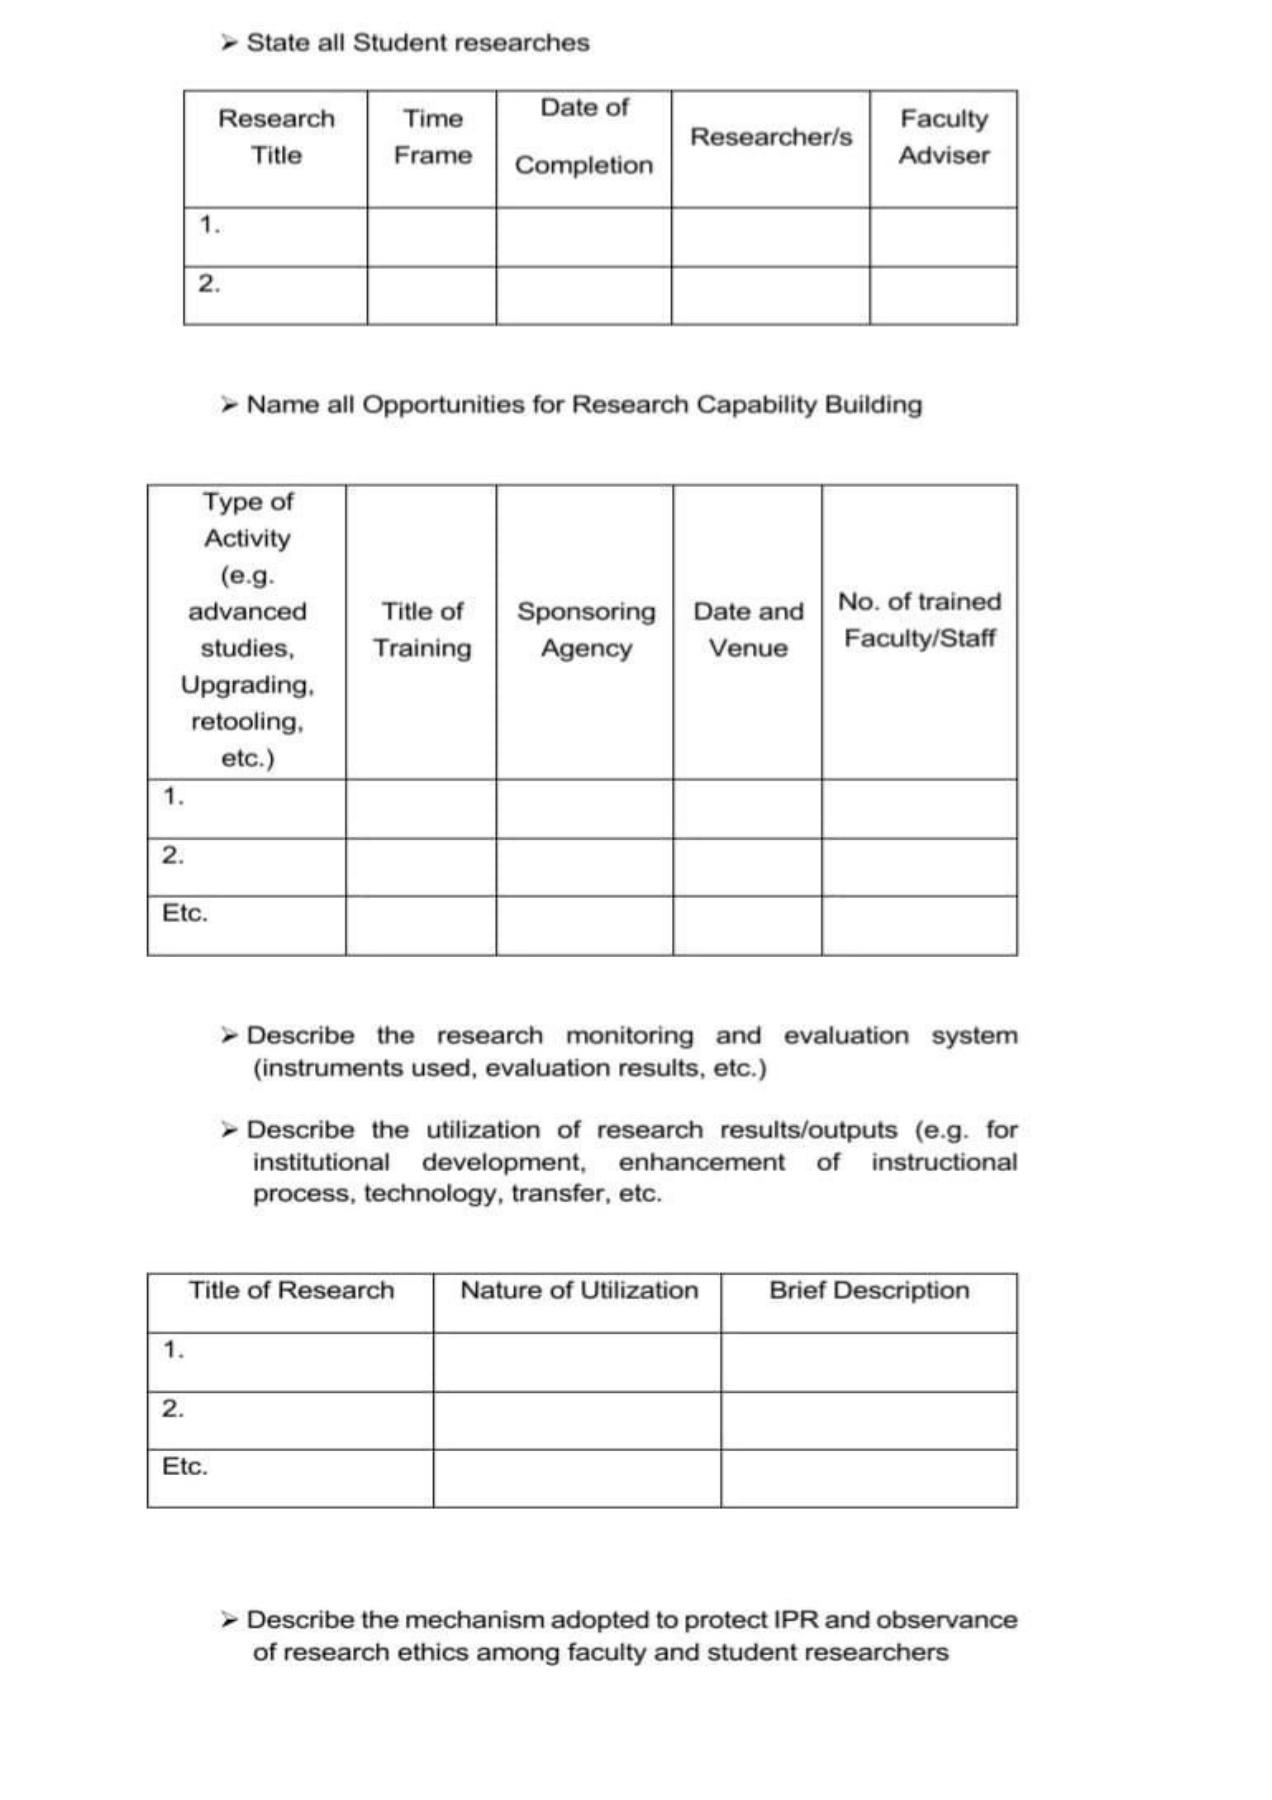 ➢ State all Student researches
Research Title
Time Frame
Date of Completion
Researcher/s
Faculty Adviser
1.
2.
➢ Name all Opportunities for Research Capability Building
Type of
Activity
(e.g.
advanced
studies,
Upgrading,
retooling,
etc.)
Title of
Training
Sponsoring
Agency
Date and
Venue
No. of trained
Faculty/Staff
1.
2.
Etc.
➢ Describe the research monitoring and evaluation system
(instruments used, evaluation results, etc.)
➢ Describe the utilization of research results/outputs (e.g. for
institutional development, enhancement of instructional
process, technology, transfer, etc.
Title of Research
Nature of Utilization
Brief Description
1.
2.
Etc.
➢ Describe the mechanism adopted to protect IPR and observance
of research ethics among faculty and student researchers